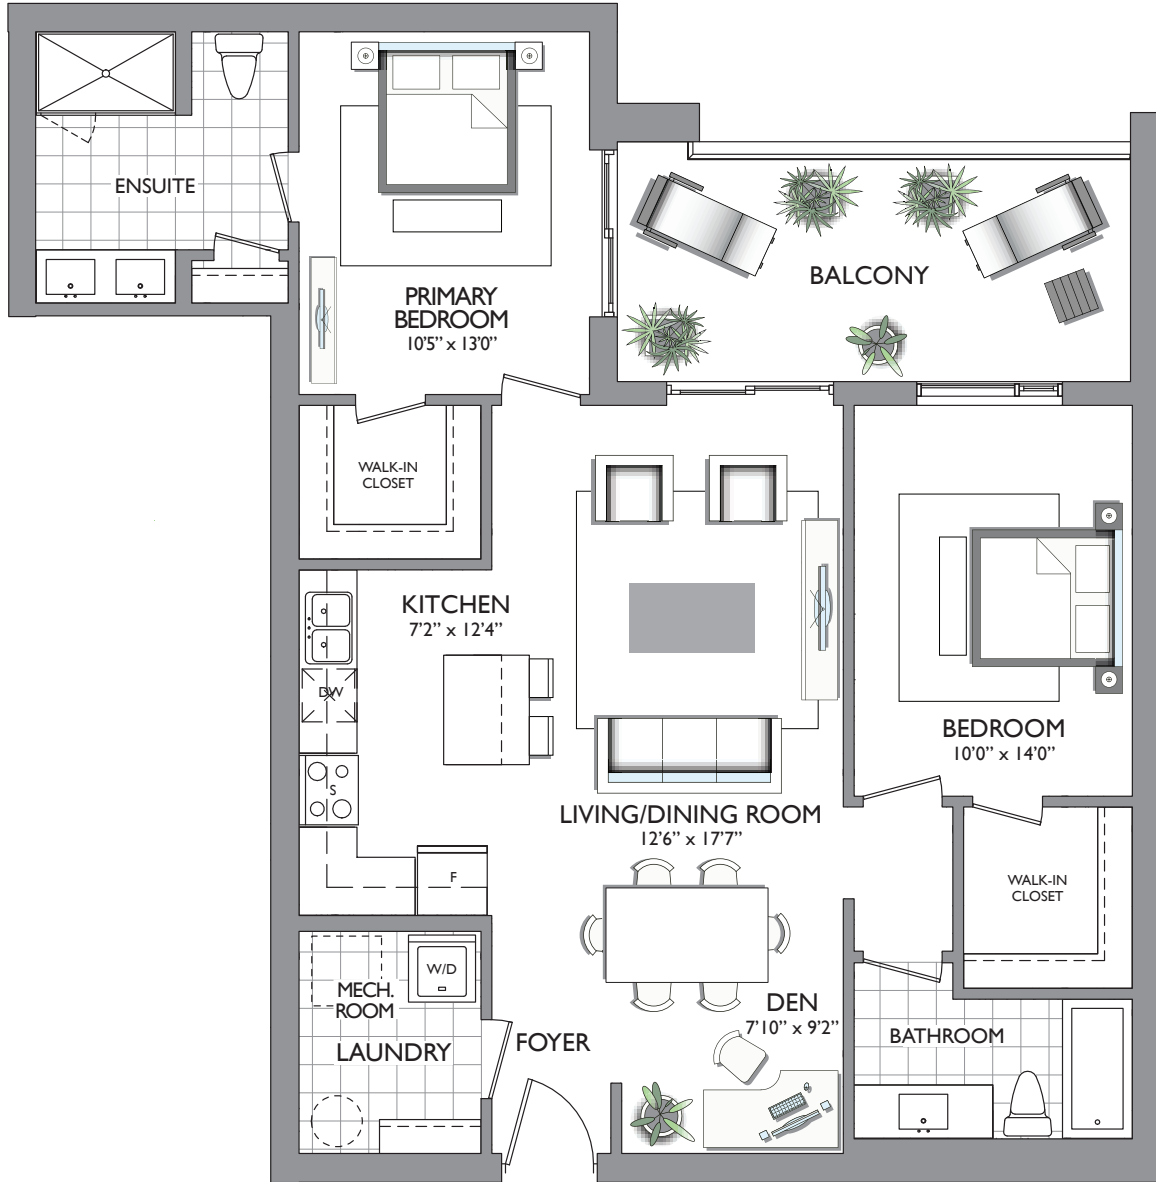 ENSUITE
PRIMARY
BEDROOM
10'5” x 13'0”
BALCONY
WALK-IN
CLOSET
KITCHEN
7'2” x 12'4”
DW
S
F
BEDROOM
10'0” x 14'0”
LIVING/DINING ROOM
12'6” x 17'7”
WALK-IN
CLOSET
W/D
MECH.
ROOM
LAUNDRY
FOYER
DEN
7'10” x 9'2”
BATHROOM